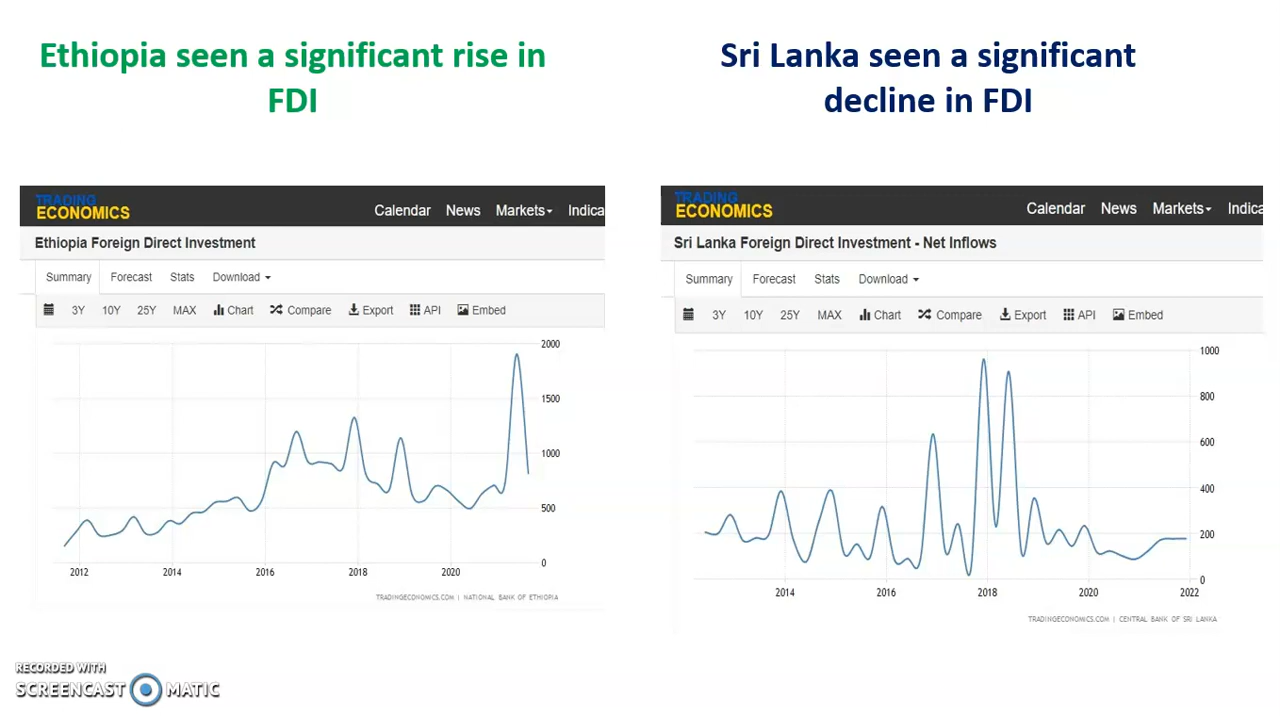 Ethiopia seen a significant rise in
FDI
Sri Lanka seen a significant
decline in FDI
TRADING
ECONOMICS
Calendar News Markets Indica
Ethiopia Foreign Direct Investment
Summary Forecast Stats Download
3Y 10Y 25Y MAX Chart Compare Export API Embed
2000
1500
1000
500
0
2012 2014 2016 2018 2020
TRADINGECONOMICS.COM | NATIONAL BANK OF ETHIOPIA
TRADING
ECONOMICS
Calendar News Markets Indica
Sri Lanka Foreign Direct Investment - Net Inflows
Summary Forecast Stats Download
3Y 10Y 25Y MAX Chart Compare Export API Embed
1000
800
600
400
200
0
2014 2016 2018 2020 2022
TRADINGECONOMICS.COM | CENTRAL BANK OF SRI LANKA
RECORDED WITH
SCREENCAST MATIC